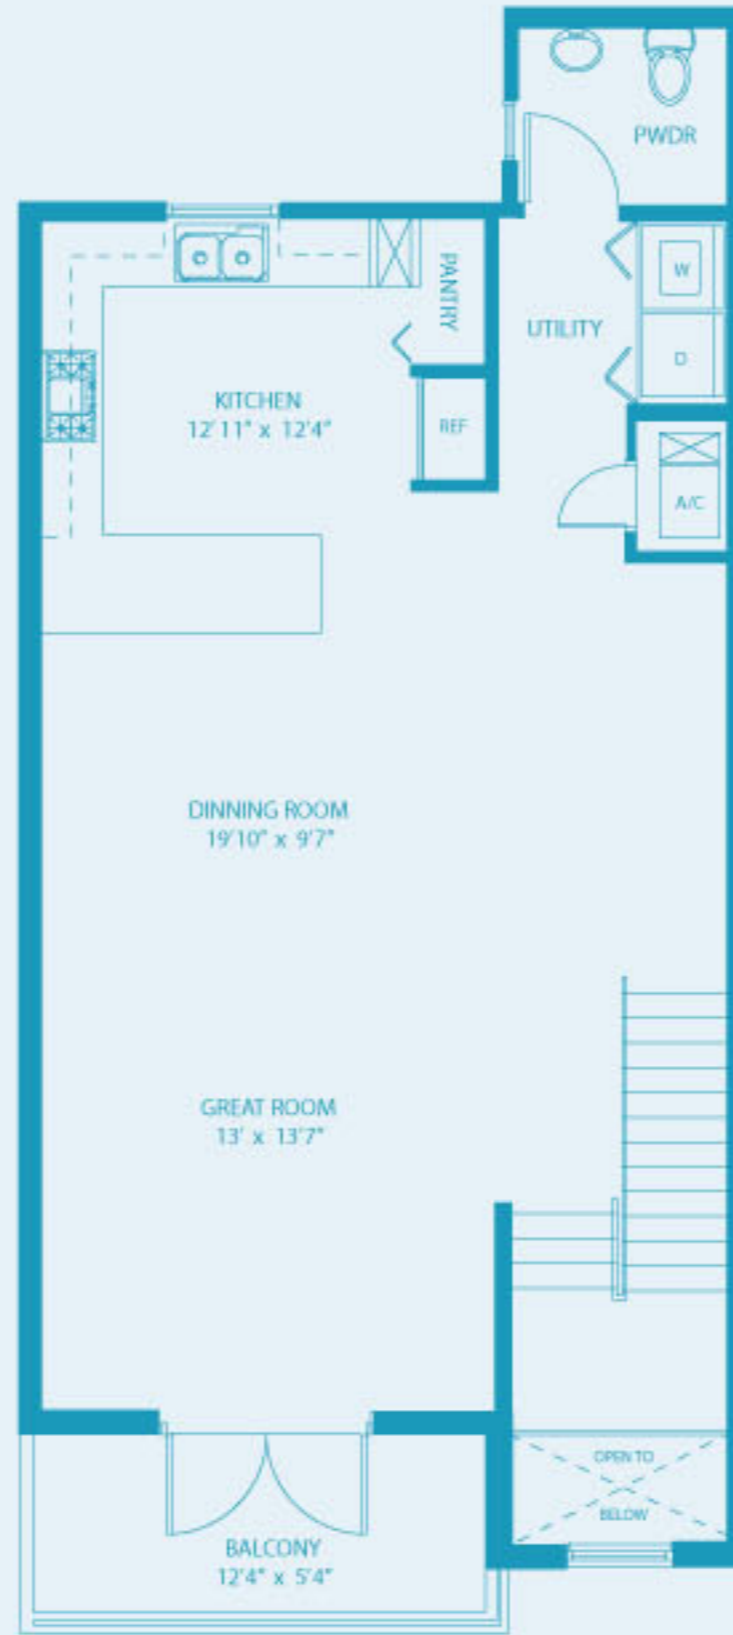 PWDR
W
UTILITY
D
PANTRY
KITCHEN
12'11" x 12'4"
REF
A/C
DINNING ROOM
19'10" x 9'7"
GREAT ROOM
13' x 13'7"
OPEN TO
BELOW
BALCONY
12'4" x 5'4"